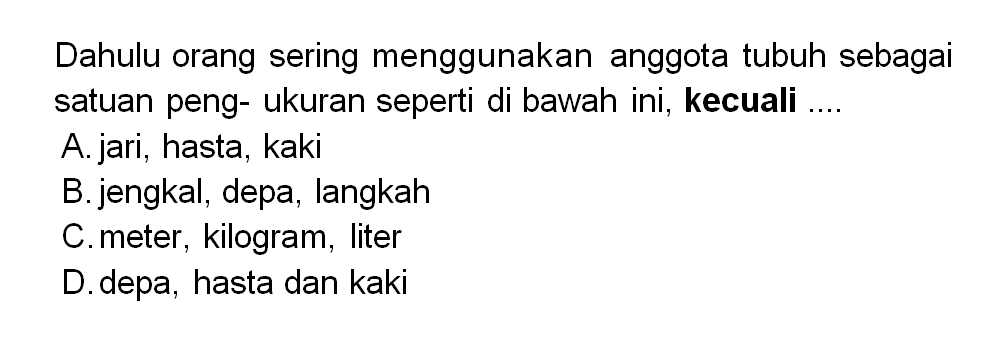 Dahulu orang sering menggunakan anggota tubuh sebagai
satuan peng- ukuran seperti di bawah ini, kecuali ....
A. jari, hasta, kaki
B. jengkal, depa, langkah
C. meter, kilogram, liter
D. depa, hasta dan kaki